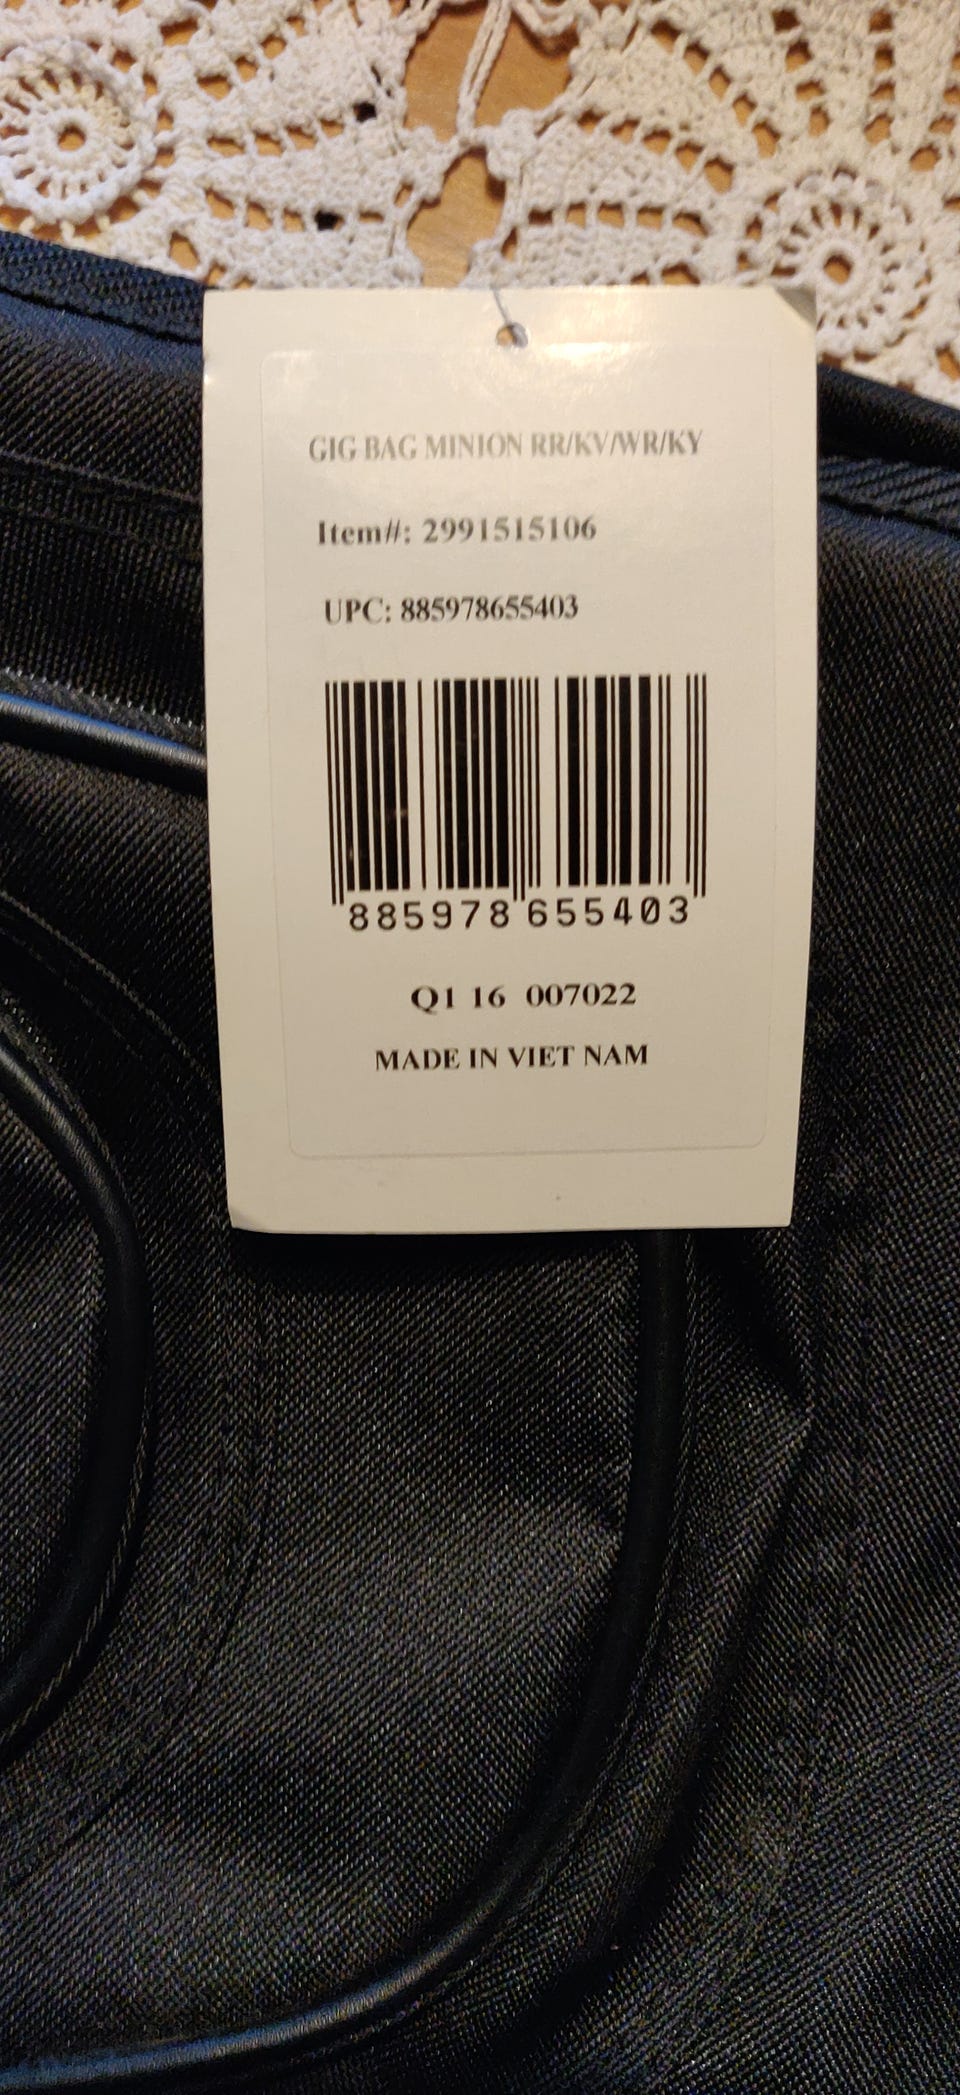 GIG BAG MINION RR/KV/WR/KY
Item#: 2991515106
UPC: 885978655403
885978 655403
Q1 16 007022
MADE IN VIET NAM